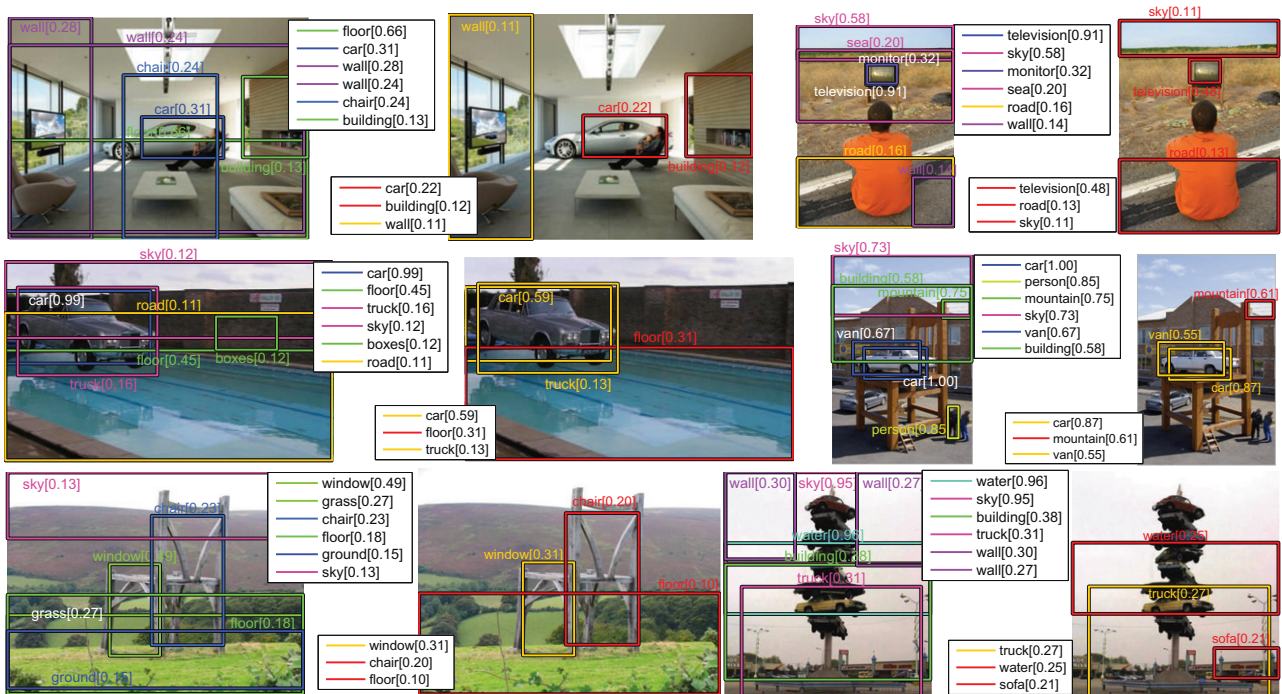 wall[0.28]
wall[0.24]
chair[0.24]
car[0.31]
floor[0.66]
building[0.13]
floor[0.66]
car[0.31]
wall[0.28]
wall[0.24]
chair[0.24]
building[0.13]
wall[0.11]
car[0.22]
building[0.12]
car[0.22]
building[0.12]
wall[0.11]
sky[0.58]
sea[0.20]
monitor[0.32]
television[0.91]
road[0.16]
wall[0.14]
television[0.91]
sky[0.58]
monitor[0.32]
sea[0.20]
road[0.16]
wall[0.14]
sky[0.11]
television[0.48]
road[0.13]
television[0.48]
road[0.13]
sky[0.11]
sky[0.12]
car[0.99]
road[0.11]
floor[0.45]
boxes[0.12]
truck[0.16]
car[0.99]
floor[0.45]
truck[0.16]
sky[0.12]
boxes[0.12]
road[0.11]
car[0.59]
floor[0.31]
truck[0.13]
car[0.59]
floor[0.31]
truck[0.13]
sky[0.73]
building[0.58]
mountain[0.75]
van[0.67]
car[1.00]
person[0.85]
car[1.00]
person[0.85]
mountain[0.75]
sky[0.73]
van[0.67]
building[0.58]
mountain[0.61]
van[0.55]
car[0.87]
car[0.87]
mountain[0.61]
van[0.55]
sky[0.13]
chair[0.23]
window[0.49]
grass[0.27]
floor[0.18]
ground[0.15]
window[0.49]
grass[0.27]
chair[0.23]
floor[0.18]
ground[0.15]
sky[0.13]
chair[0.20]
window[0.31]
floor[0.10]
window[0.31]
chair[0.20]
floor[0.10]
wall[0.30]
sky[0.95]
wall[0.27]
water[0.96]
building[0.38]
truck[0.31]
water[0.96]
sky[0.95]
building[0.38]
truck[0.31]
wall[0.30]
wall[0.27]
water[0.25]
truck[0.27]
sofa[0.21]
truck[0.27]
water[0.25]
sofa[0.21]